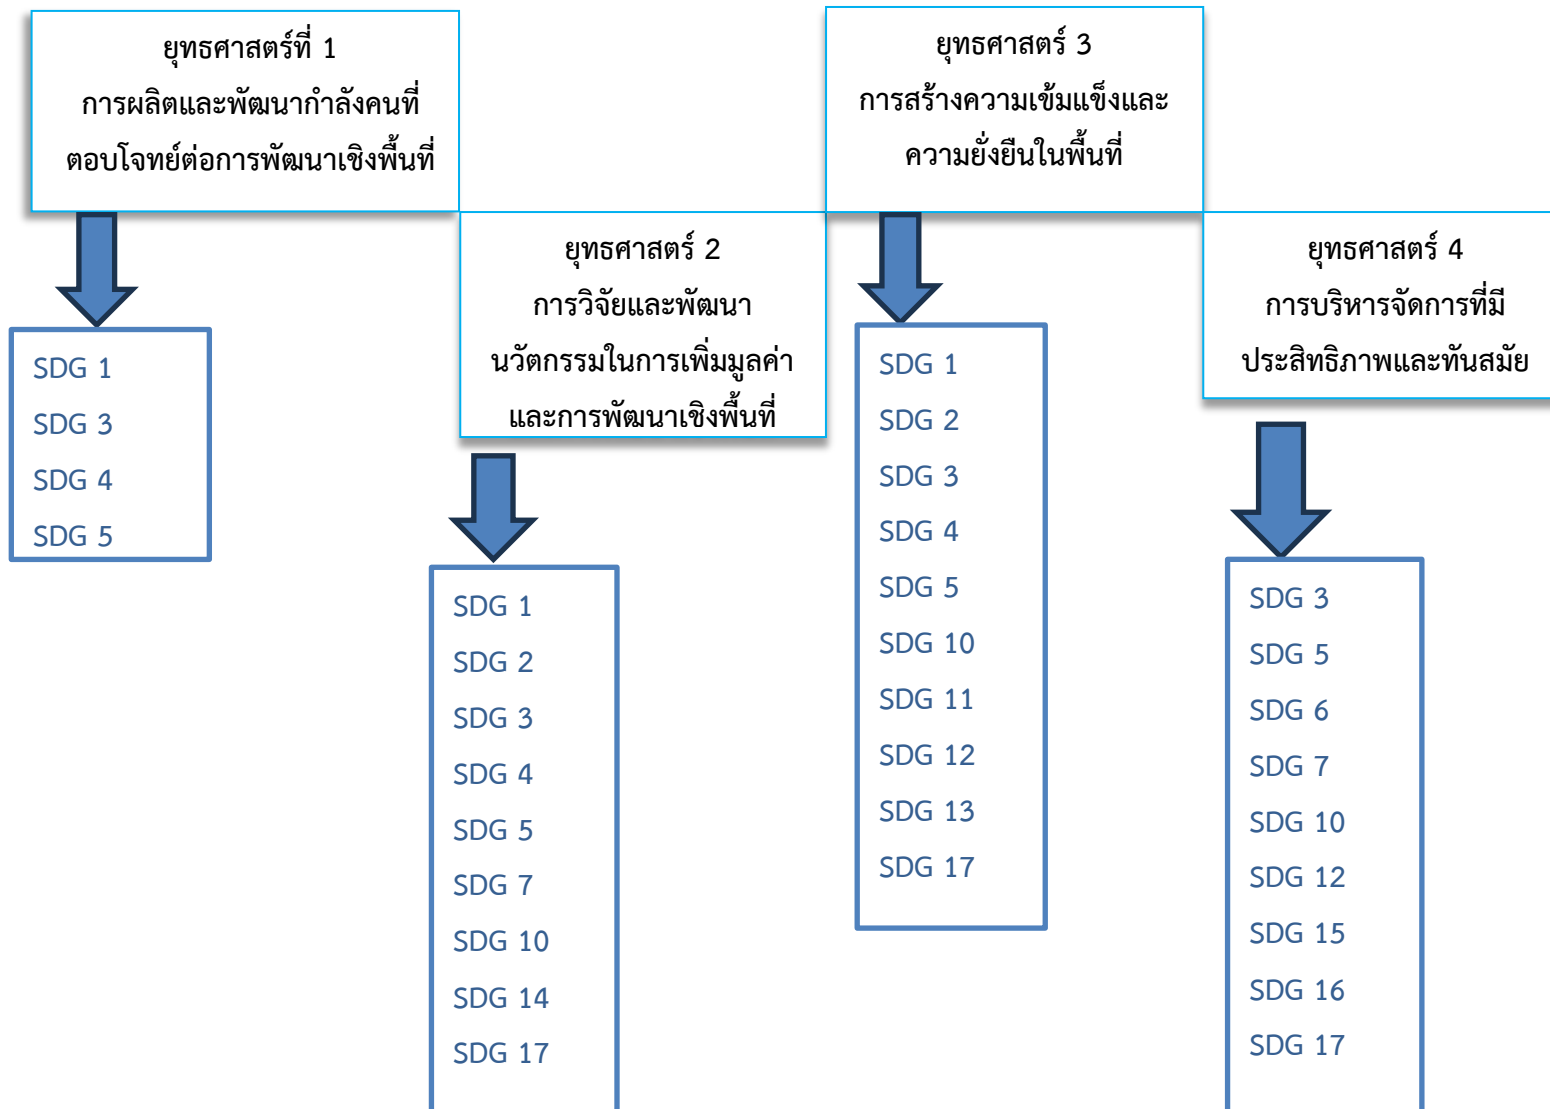 ยุทธศาสตร์ที่ 1
การผลิตและพัฒนากำลังคนที่
ตอบโจทย์ต่อการพัฒนาเชิงพื้นที่
SDG 1
SDG 3
SDG 4
SDG 5
ยุทธศาสตร์ 2
การวิจัยและพัฒนา
นวัตกรรมในการเพิ่มมูลค่า
และการพัฒนาเชิงพื้นที่
SDG 1
SDG 2
SDG 3
SDG 4
SDG 5
SDG 7
SDG 10
SDG 14
SDG 17
ยุทธศาสตร์ 3
การสร้างความเข้มแข็งและ
ความยั่งยืนในพื้นที่
SDG 1
SDG 2
SDG 3
SDG 4
SDG 5
SDG 10
SDG 11
SDG 12
SDG 13
SDG 17
ยุทธศาสตร์ 4
การบริหารจัดการที่มี
ประสิทธิภาพและทันสมัย
SDG 3
SDG 5
SDG 6
SDG 7
SDG 10
SDG 12
SDG 15
SDG 16
SDG 17